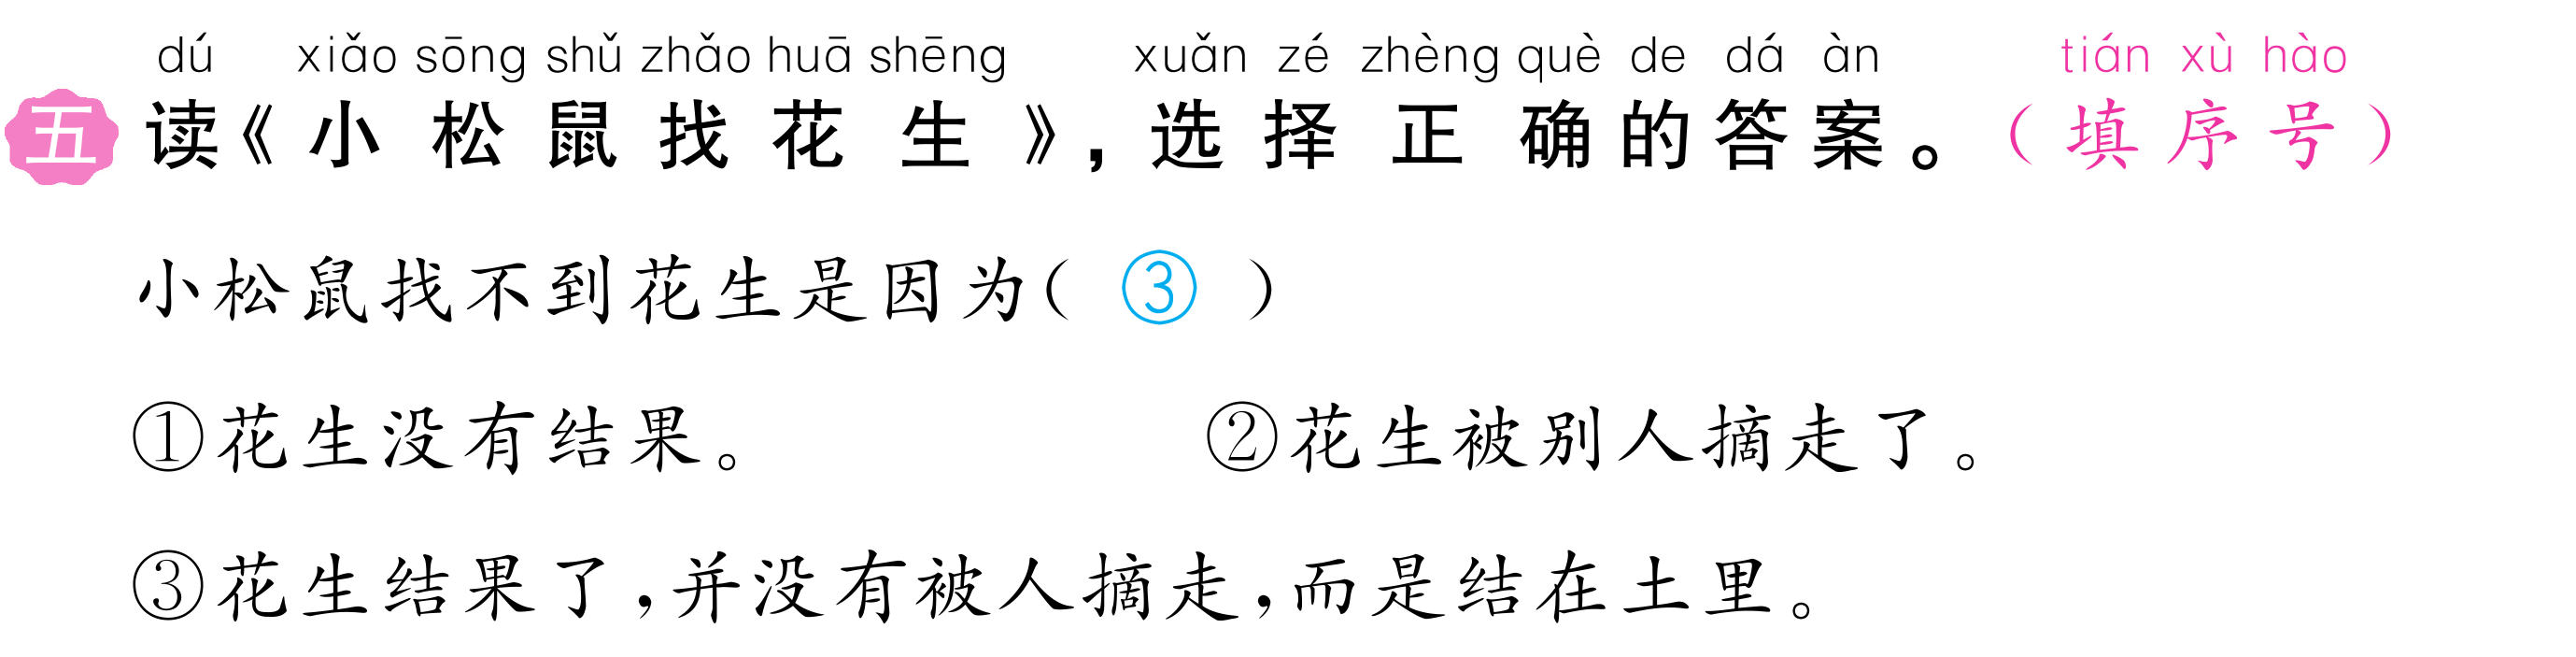 dú xiǎo sōng shǔ zhǎo huā shēng xuǎn zé zhèng què de dá àn tián xù hào
五 读《小松鼠找花生》，选择正确的答案。（填序号）
小松鼠找不到花生是因为（ ③ ）
①花生没有结果。 ②花生被别人摘走了。
③花生结果了，并没有被人摘走，而是结在土里。